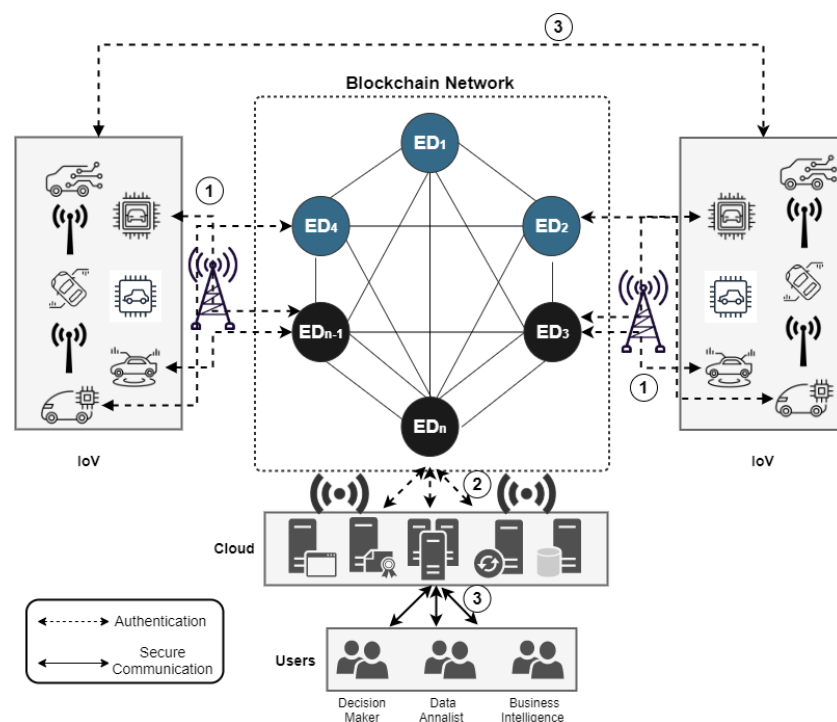 3
Blockchain Network
ED1
1
ED4
ED2
EDn-1
ED3
1
EDn
IoV
IoV
2
Cloud
3
Authentication
Secure
Communication
Users
Decision
Maker
Data
Annalist
Business
Intelligence